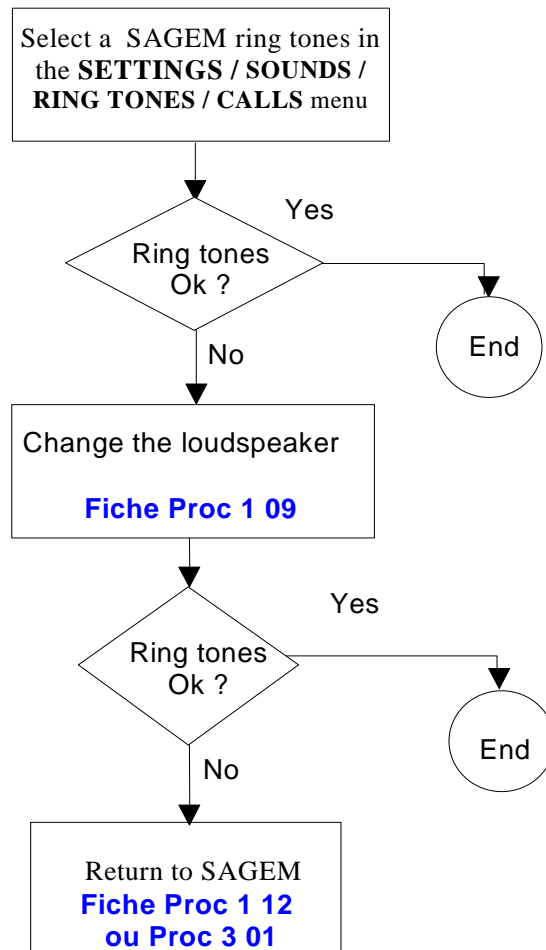 Select a SAGEM ring tones in
the SETTINGS / SOUNDS /
RING TONES / CALLS menu
Yes
Ring tones
Ok ?
End
No
Change the loudspeaker
Fiche Proc 1 09
Yes
Ring tones
Ok ?
End
No
Return to SAGEM
Fiche Proc 1 12
ou Proc 3 01